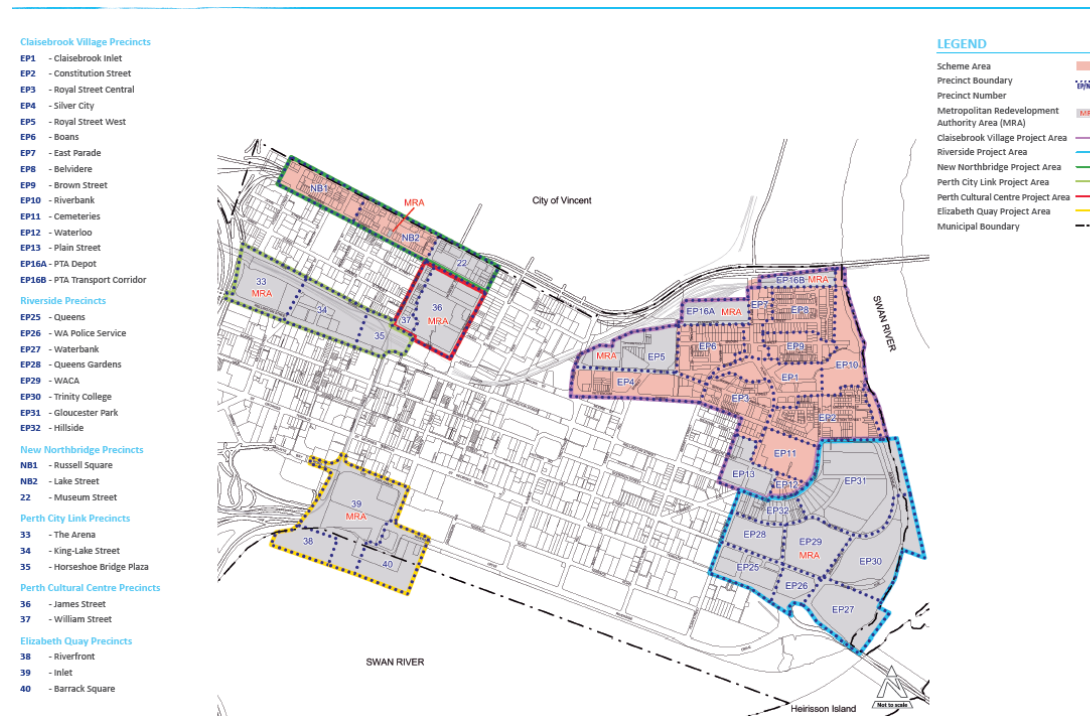 Claisebrook Village Precincts
EP1 - Claisebrook Inlet
EP2 - Constitution Street
EP3 - Royal Street Central
EP4 - Silver City
EP5 - Royal Street West
EP6 - Boans
EP7 - East Parade
EP8 - Belvidere
EP9 - Brown Street
EP10 - Riverbank
EP11 - Cemeteries
EP12 - Waterloo
EP13 - Plain Street
EP16A - PTA Depot
EP16B - PTA Transport Corridor
Riverside Precincts
EP25 - Queens
EP26 - WA Police Service
EP27 - Waterbank
EP28 - Queens Gardens
EP29 - WACA
EP30 - Trinity College
EP31 - Gloucester Park
EP32 - Hillside
New Northbridge Precincts
NB1 - Russell Square
NB2 - Lake Street
22 - Museum Street
Perth City Link Precincts
33 - The Arena
34 - King-Lake Street
35 - Horseshoe Bridge Plaza
Perth Cultural Centre Precincts
36 - James Street
37 - William Street
Elizabeth Quay Precincts
38 - Riverfront
39 - Inlet
40 - Barrack Square
NB1
MRA
NB2
22
City of Vincent
33
MRA
34
35
37
36
MRA
EP16B MRA
EP16A MRA
EP7
EP8
MRA
EP5
EP6
EP9
EP10
EP4
EP1
EP3
EP2
SWAN RIVER
EP11
EP13
EP12
EP31
EP32
EP28
EP29
MRA
EP30
EP25
EP26
EP27
39
MRA
38
40
SWAN RIVER
Heirisson Island
N
Not to scale
LEGEND
Scheme Area
Precinct Boundary
Precinct Number
Metropolitan Redevelopment
Authority Area (MRA)
Claisebrook Village Project Area
Riverside Project Area
New Northbridge Project Area
Perth City Link Project Area
Perth Cultural Centre Project Area
Elizabeth Quay Project Area
Municipal Boundary